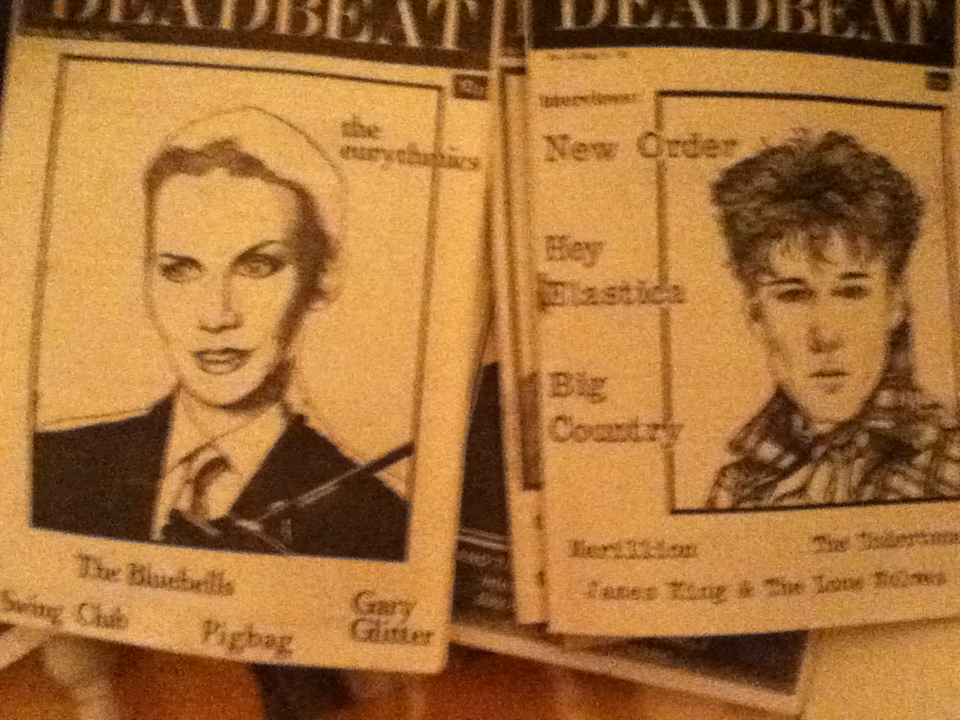 DEADBEAT
the
eurythmics
The Bluebells
Swing Club
Pigbag
Gary
Glitter
DEADBEAT
Interviews:
New Order
Hey
Elastica
Big
Country
Marillion
The
James King & The Lone Wolves